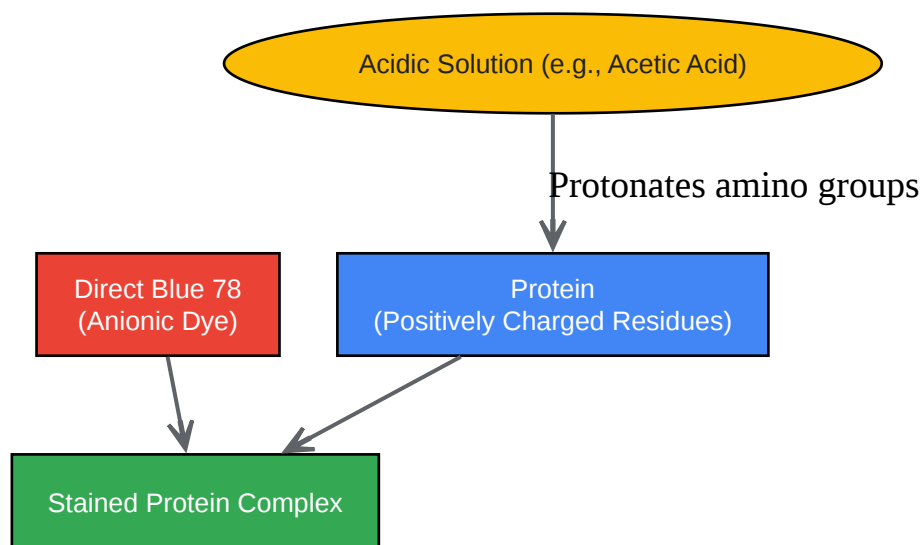 Acidic Solution (e.g., Acetic Acid)
Protonates amino groups
Direct Blue 78
(Anionic Dye)
Protein
(Positively Charged Residues)
Stained Protein Complex